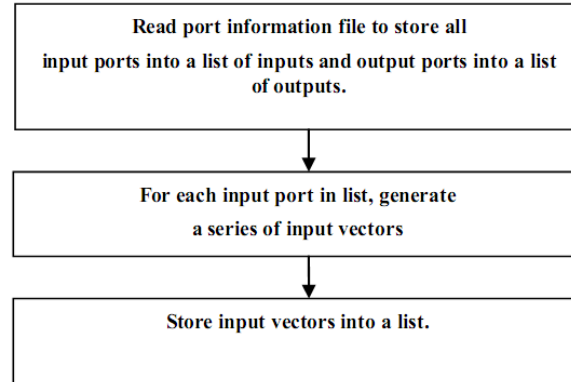 Read port information file to store all
input ports into a list of inputs and output ports into a list
of outputs.
For each input port in list, generate
a series of input vectors
Store input vectors into a list.